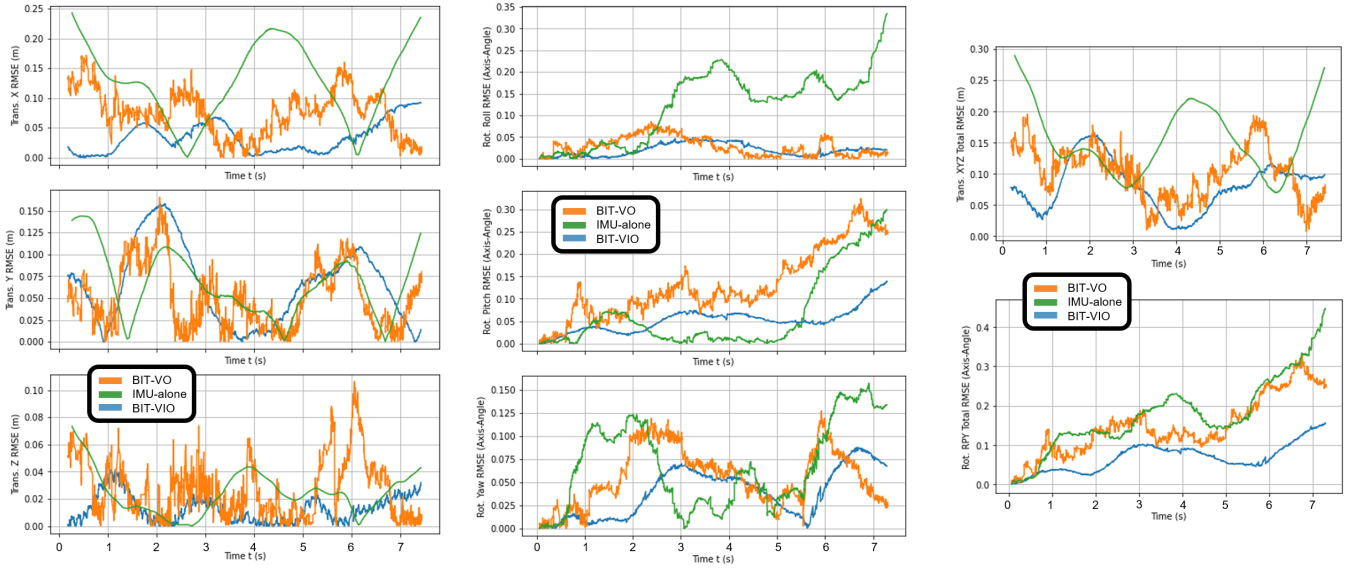 0.25
0.20
0.15
0.10
0.05
0.00
Trans. X RMSE (m)
Time t (s)
0.150
0.125
0.100
0.075
0.050
0.025
0.000
Trans. Y RMSE (m)
Time t (s)
0.10
0.08
0.06
0.04
0.02
0.00
Trans. Z RMSE (m)
BIT-VO
IMU-alone
BIT-VIO
0 1 2 3 4 5 6 7
Time t (s)
0.35
0.30
0.25
0.20
0.15
0.10
0.05
0.00
Rot. Roll RMSE (Axis-Angle)
Time t (s)
0.30
0.25
0.20
0.15
0.10
0.05
0.00
Rot. Pitch RMSE (Axis-Angle)
BIT-VO
IMU-alone
BIT-VIO
Time t (s)
0.150
0.125
0.100
0.075
0.050
0.025
0.000
Rot. Yaw RMSE (Axis-Angle)
0 1 2 3 4 5 6 7
Time t (s)
0.30
0.25
0.20
0.15
0.10
0.05
0.00
Trans. XYZ Total RMSE (m)
0 1 2 3 4 5 6 7
Time (s)
BIT-VO
IMU-alone
BIT-VIO
0.4
0.3
0.2
0.1
0.0
Rot. RPY Total RMSE (Axis-Angle)
0 1 2 3 4 5 6 7
Time (s)